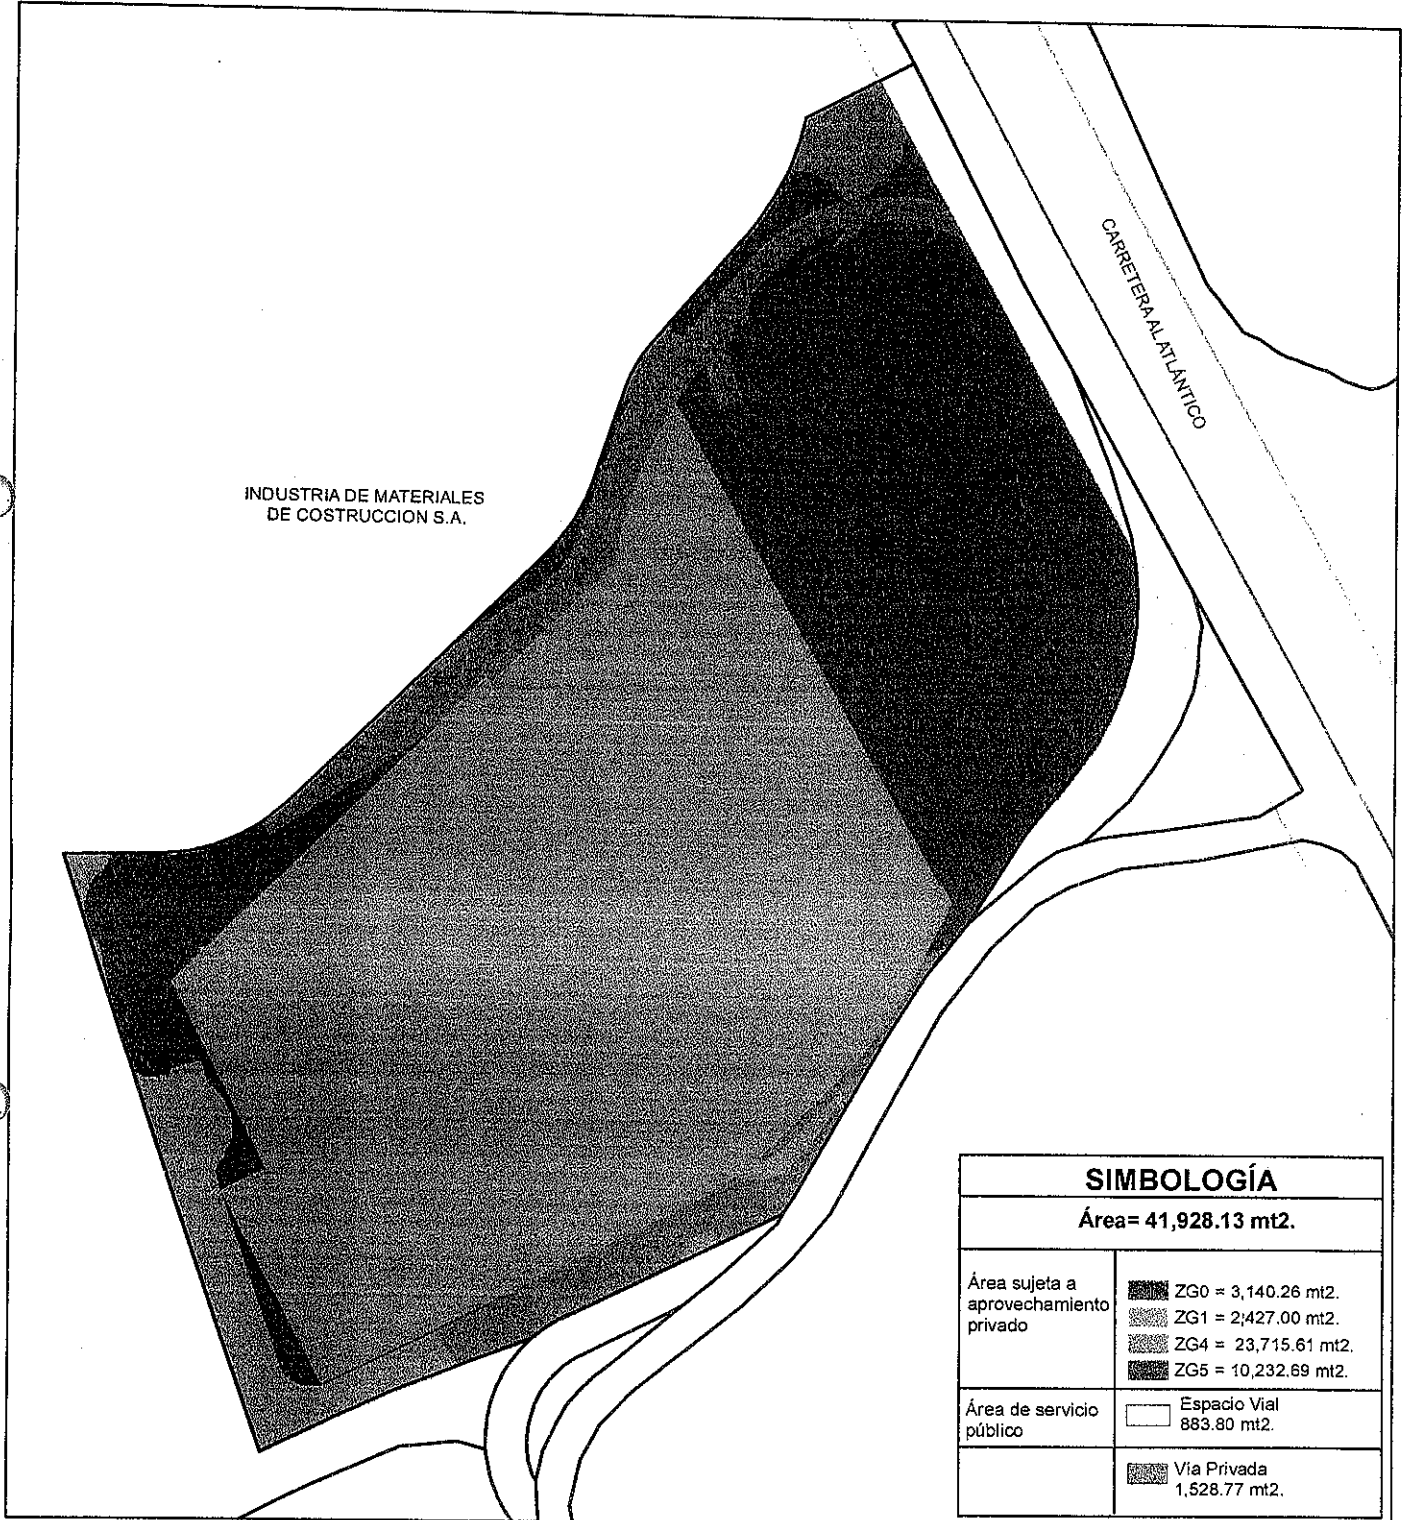 CARRETERA AL ATLÁNTICO
INDUSTRIA DE MATERIALES
DE COSTRUCCION S.A.
SIMBOLOGÍA
Área= 41,928.13 mt2.
Área sujeta a
aprovechamiento
privado
ZG0 = 3,140.26 mt2.
ZG1 = 2,427.00 mt2.
ZG4 = 23,715.61 mt2.
ZG5 = 10,232.69 mt2.
Área de servicio
público
Espacio Vial
883.80 mt2.
Vía Privada
1,528.77 mt2.